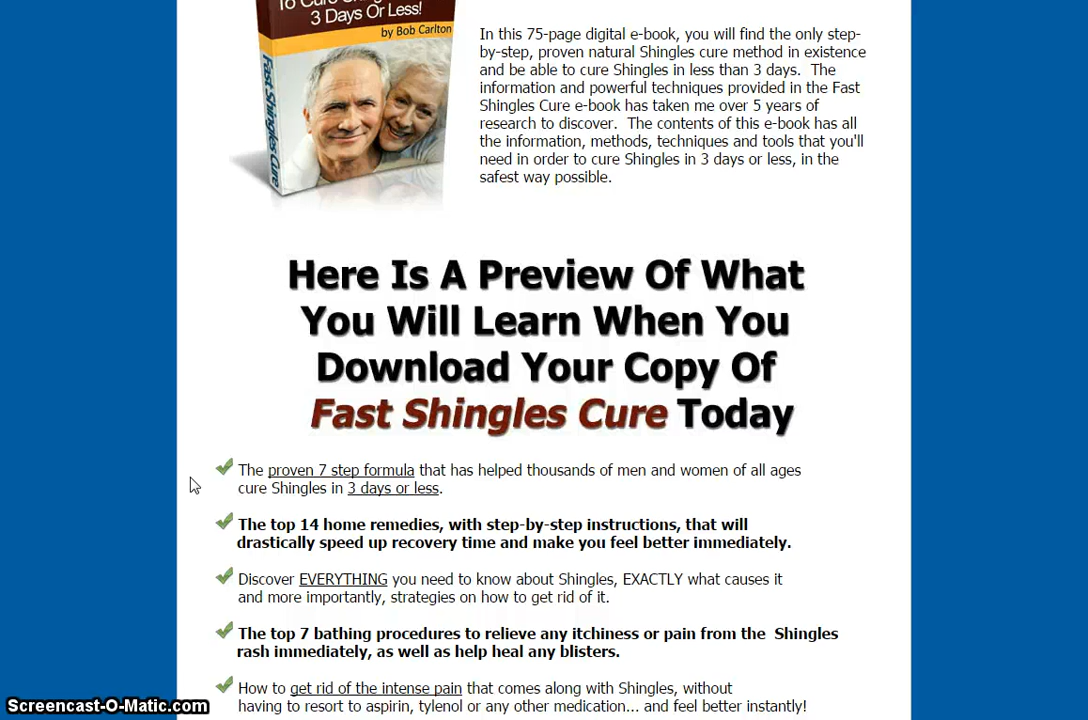 3 Days Or Less!
by Bob Carlton
Fast Shingles Cure
In this 75-page digital e-book, you will find the only step-
by-step, proven natural Shingles cure method in existence
and be able to cure Shingles in less than 3 days. The
information and powerful techniques provided in the Fast
Shingles Cure e-book has taken me over 5 years of
research to discover. The contents of this e-book has all
the information, methods, techniques and tools that you'll
need in order to cure Shingles in 3 days or less, in the
safest way possible.
Here Is A Preview Of What
You Will Learn When You
Download Your Copy Of
Fast Shingles Cure Today
The proven 7 step formula that has helped thousands of men and women of all ages
cure Shingles in 3 days or less.
The top 14 home remedies, with step-by-step instructions, that will
drastically speed up recovery time and make you feel better immediately.
Discover EVERYTHING you need to know about Shingles, EXACTLY what causes it
and more importantly, strategies on how to get rid of it.
The top 7 bathing procedures to relieve any itchiness or pain from the Shingles
rash immediately, as well as help heal any blisters.
How to get rid of the intense pain that comes along with Shingles, without
having to resort to aspirin, tylenol or any other medication... and feel better instantly!
Screencast-O-Matic.com